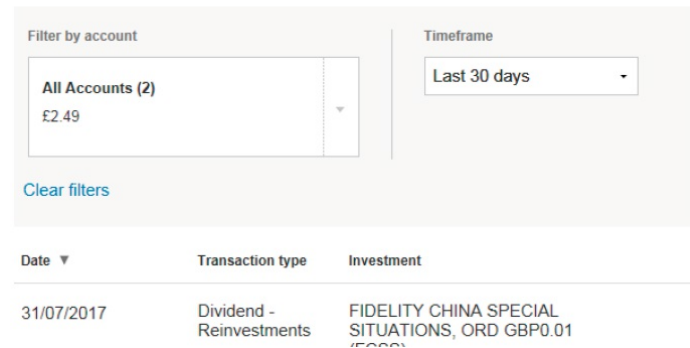 Filter by account
Timeframe
All Accounts (2)
£2.49
Last 30 days
Clear filters
Date ▼
Transaction type
Investment
31/07/2017
Dividend -
Reinvestments
FIDELITY CHINA SPECIAL
SITUATIONS, ORD GBP0.01